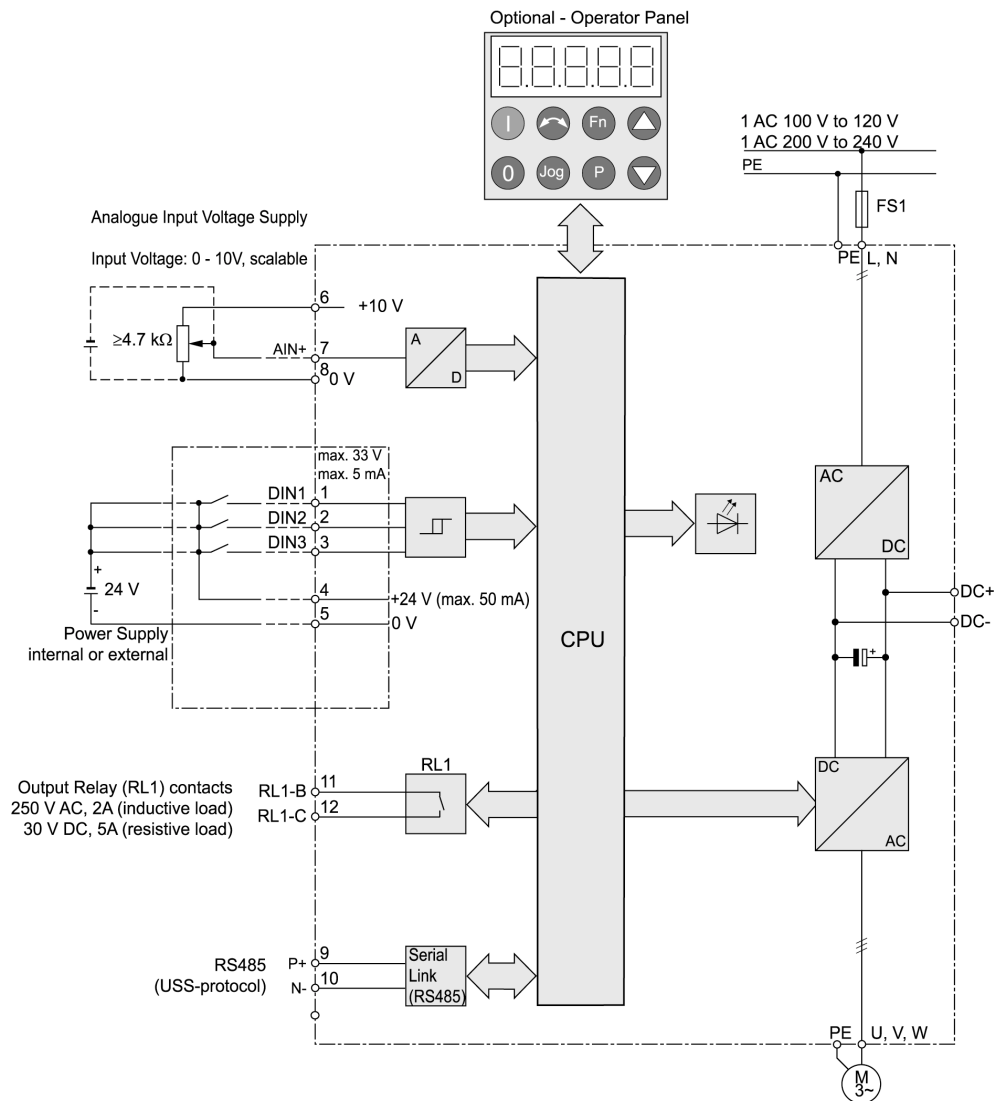 Optional - Operator Panel
8.8.8.8.8
I
Fn
0
Jog
P
1 AC 100 V to 120 V
1 AC 200 V to 240 V
PE
FS1
PE L, N
Analogue Input Voltage Supply
Input Voltage: 0 - 10V, scalable
6
+10 V
≥4.7 kΩ
AIN+ 7
8 0 V
A
D
max. 33 V
max. 5 mA
DIN1 1
DIN2 2
DIN3 3
4
+24 V (max. 50 mA)
5
0 V
+
24 V
-
Power Supply
internal or external
CPU
AC
DC
DC+
DC-
+
DC
AC
RL1
Output Relay (RL1) contacts
250 V AC, 2A (inductive load)
30 V DC, 5A (resistive load)
RL1-B 11
RL1-C 12
RS485
(USS-protocol)
P+ 9
N- 10
Serial
Link
(RS485)
PE U, V, W
M
3~